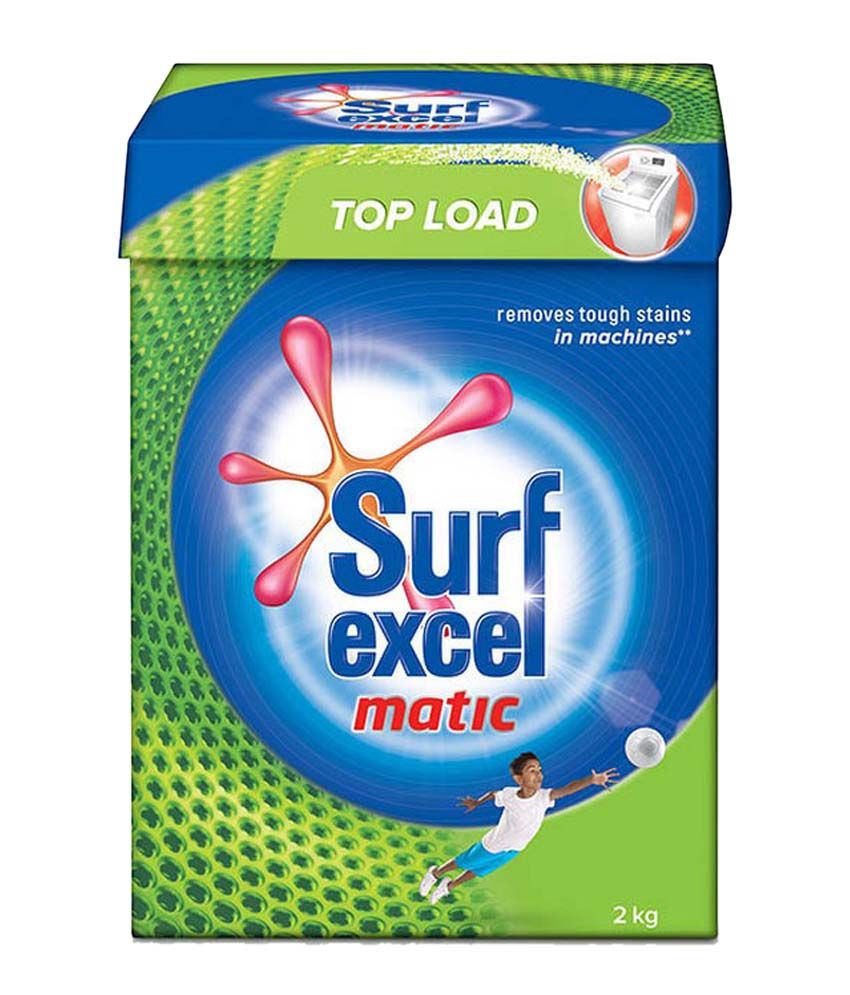 Surf
excel
matic
TOP LOAD
removes tough stains
in machines**
Surf
excel
matic
2 kg